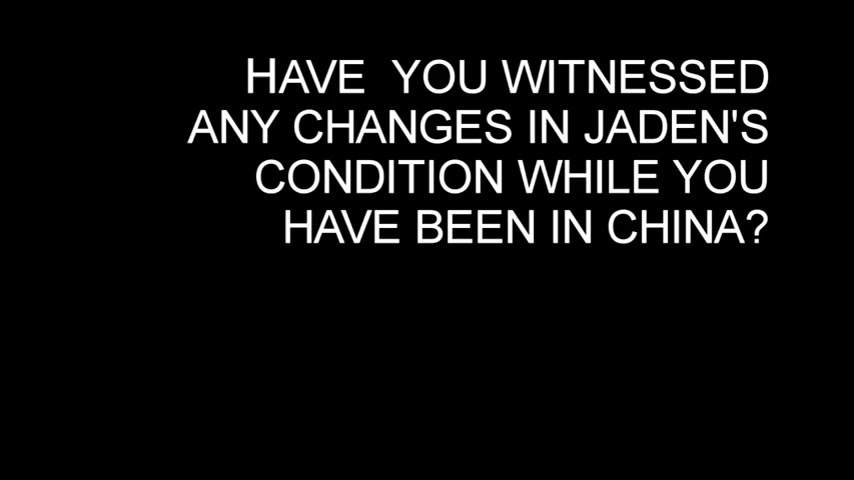 HAVE  YOU WITNESSED
ANY CHANGES IN JADEN'S
CONDITION WHILE YOU
HAVE BEEN IN CHINA?